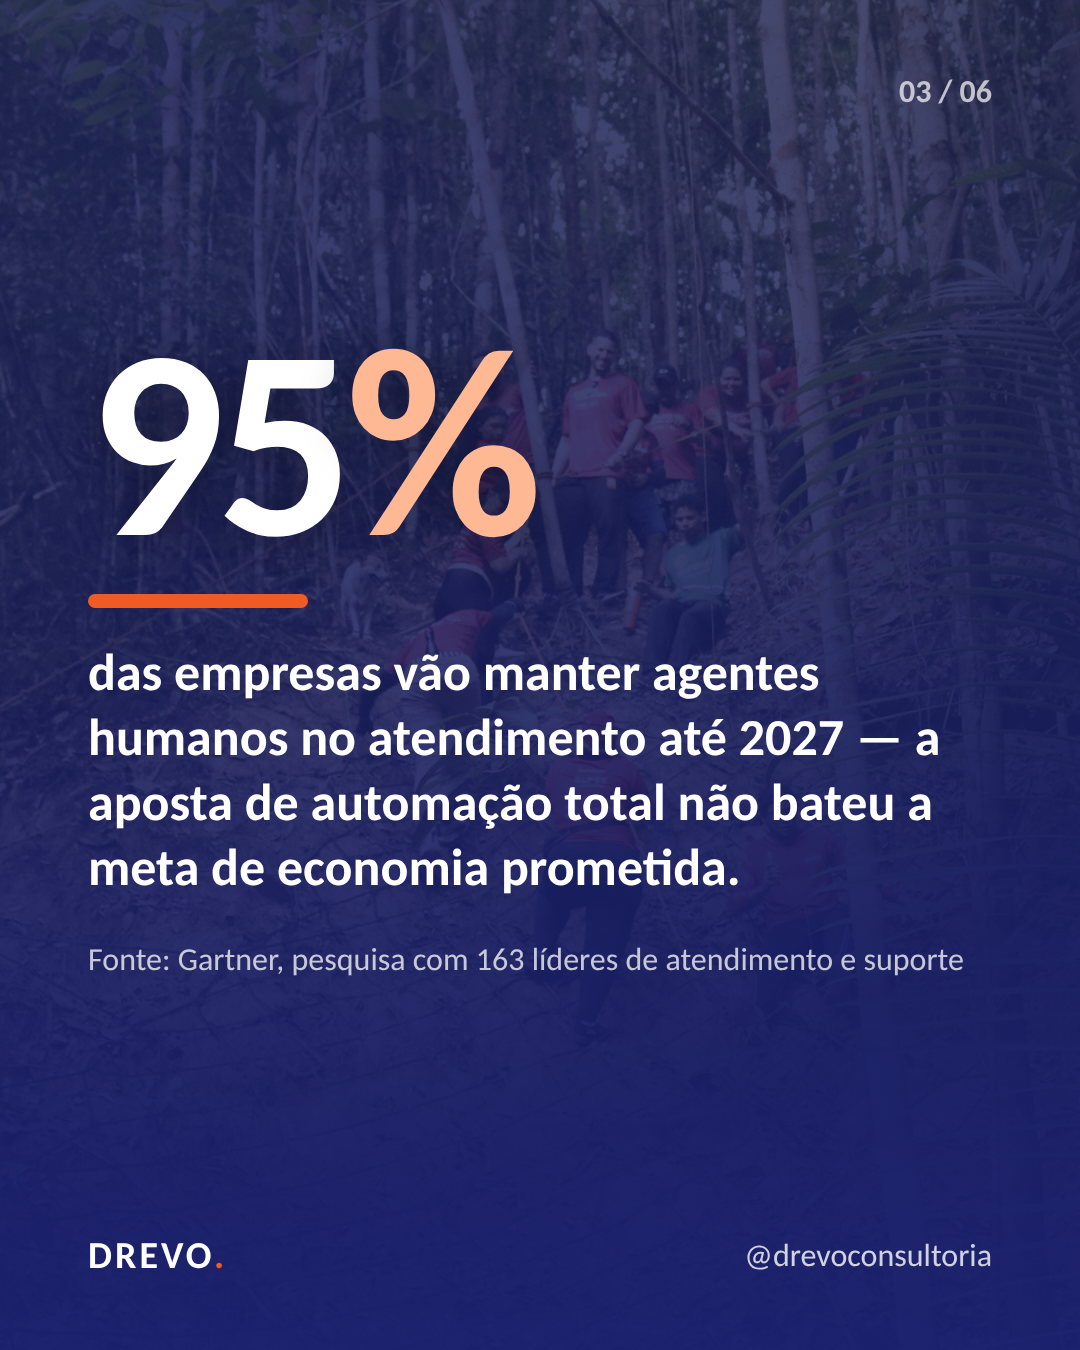 03 / 06
95%
das empresas vão manter agentes
humanos no atendimento até 2027 — a
aposta de automação total não bateu a
meta de economia prometida.
Fonte: Gartner, pesquisa com 163 líderes de atendimento e suporte
DREVO.
@drevoconsultoria